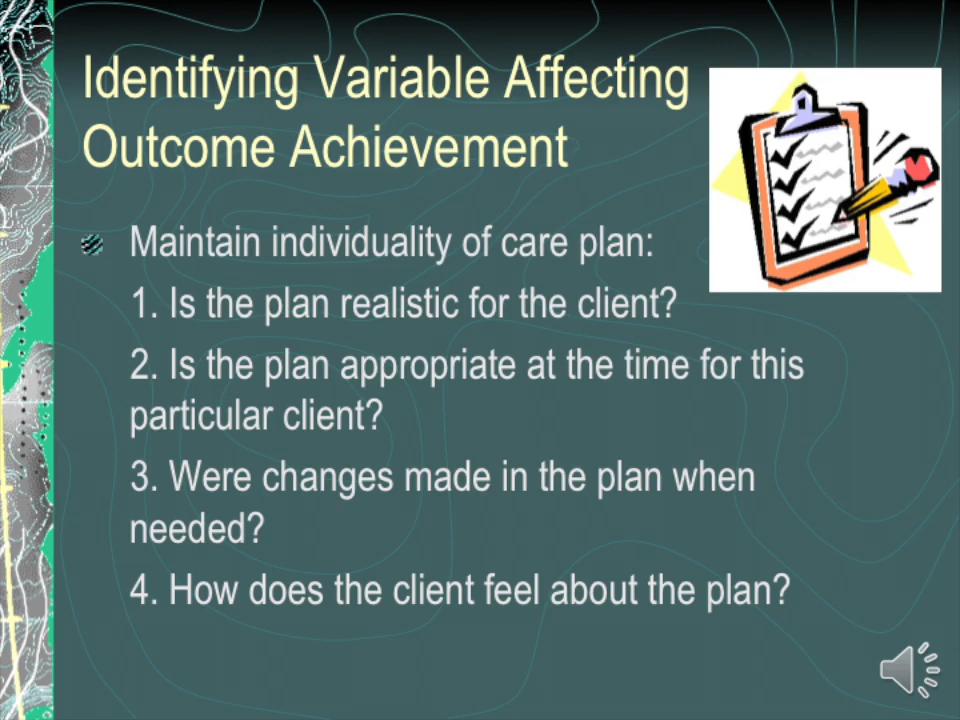 Identifying Variable Affecting
Outcome Achievement
Maintain individuality of care plan:
1. Is the plan realistic for the client?
2. Is the plan appropriate at the time for this
particular client?
3. Were changes made in the plan when
needed?
4. How does the client feel about the plan?